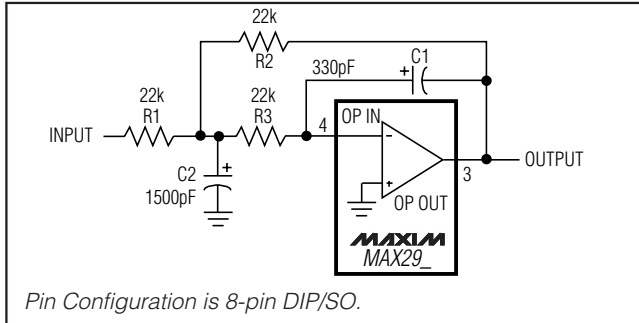 22k
R2
330pF
C1
+
22k
R1
22k
R3
4
OP IN
INPUT
-
OUTPUT
3
C2
1500pF
+
+
OP OUT
MAXIM
MAX29_
Pin Configuration is 8-pin DIP/SO.